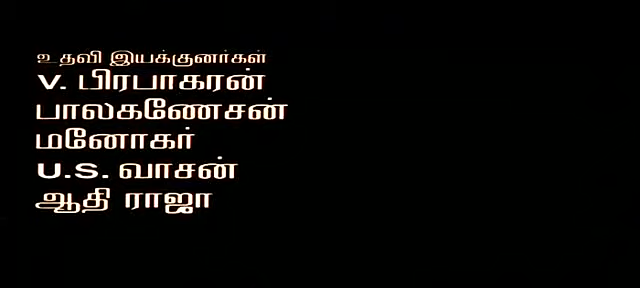 உதவி இயக்குனர்கள்
V. பிரபாகரன்
பாலகணேசன்
மனோகர்
U.S. வாசன்
ஆதி ராஜா